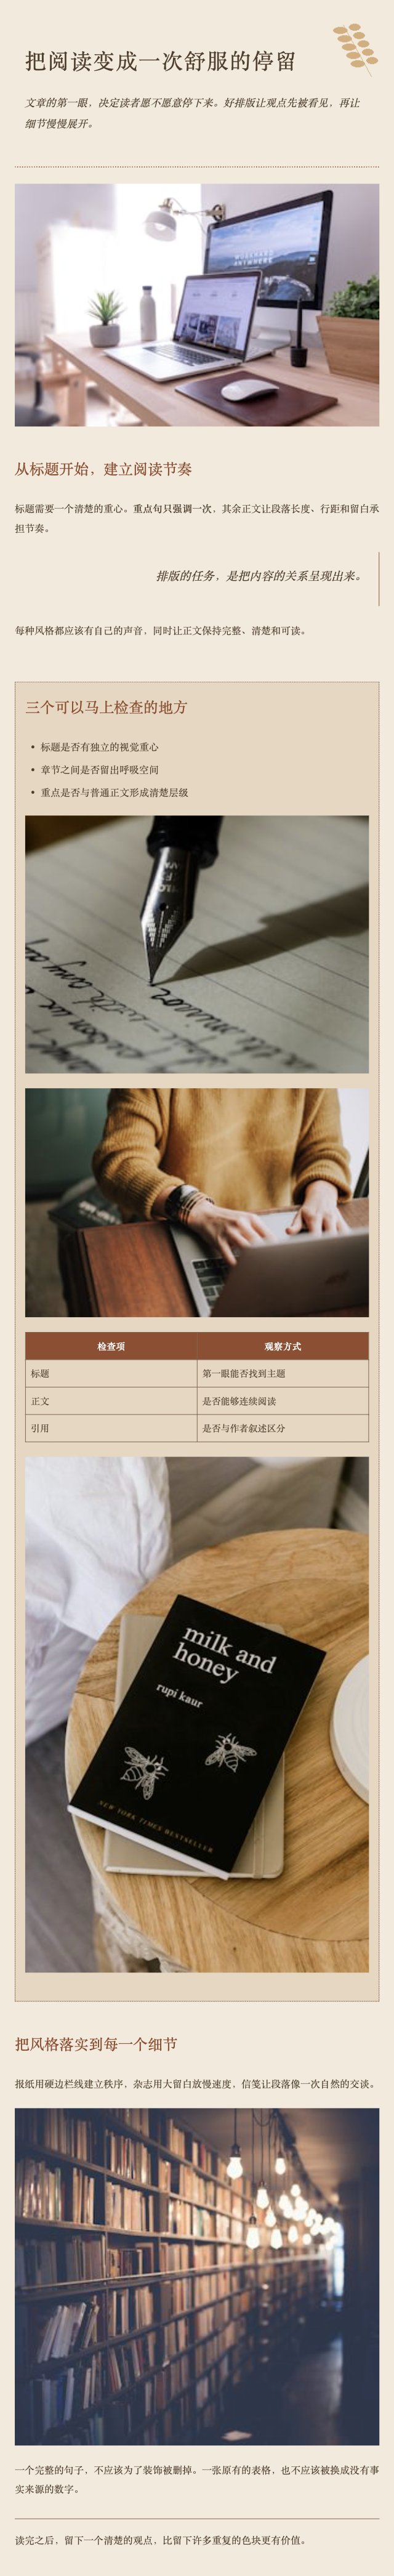 把阅读变成一次舒服的停留
文章的第一眼，决定读者愿不愿意停下来。好排版让观点先被看见，再让
细节慢慢展开。
从标题开始，建立阅读节奏
标题需要一个清楚的重心。重点句只强调一次，其余正文让段落长度、行距和留白承
担节奏。
排版的任务，是把内容的关系呈现出来。
每种风格都应该有自己的声音，同时让正文保持完整、清楚和可读。
三个可以马上检查的地方
• 标题是否有独立的视觉重心
• 章节之间是否留出呼吸空间
• 重点是否与普通正文形成清楚层级
检查项 观察方式
标题 第一眼能否找到主题
正文 是否能够连续阅读
引用 是否与作者叙述区分
milk and
honey
rupi kaur
NEW YORK TIMES BESTSELLER
把风格落实到每一个细节
报纸用硬边栏线建立秩序，杂志用大留白放慢速度，信笺让段落像一次自然的交谈。
一个完整的句子，不应该为了装饰被删掉。一张原有的表格，也不应该被换成没有事
实来源的数字。
读完之后，留下一个清楚的观点，比留下许多重复的色块更有价值。